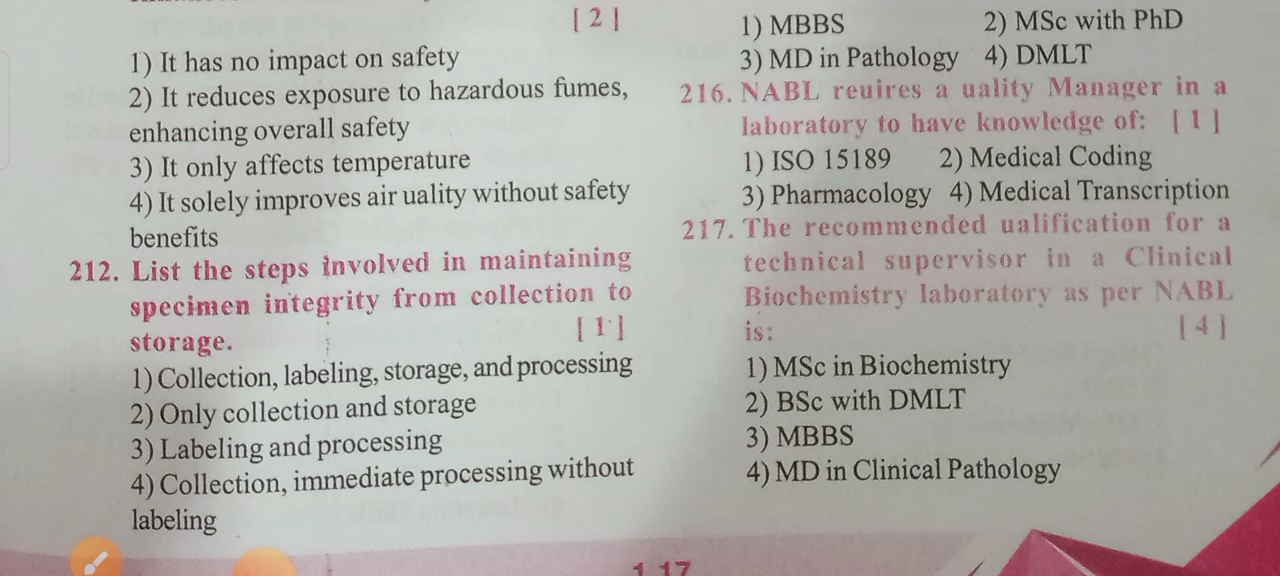 [ 2 ]
1) It has no impact on safety
2) It reduces exposure to hazardous fumes,
enhancing overall safety
3) It only affects temperature
4) It solely improves air uality without safety
benefits
212. List the steps involved in maintaining
specimen integrity from collection to
storage. [ 1 ]
1) Collection, labeling, storage, and processing
2) Only collection and storage
3) Labeling and processing
4) Collection, immediate processing without
labeling
1) MBBS 2) MSc with PhD
3) MD in Pathology 4) DMLT
216. NABL reuires a uality Manager in a
laboratory to have knowledge of: [ 1 ]
1) ISO 15189 2) Medical Coding
3) Pharmacology 4) Medical Transcription
217. The recommended ualification for a
technical supervisor in a Clinical
Biochemistry laboratory as per NABL
is: [ 4 ]
1) MSc in Biochemistry
2) BSc with DMLT
3) MBBS
4) MD in Clinical Pathology
1.17